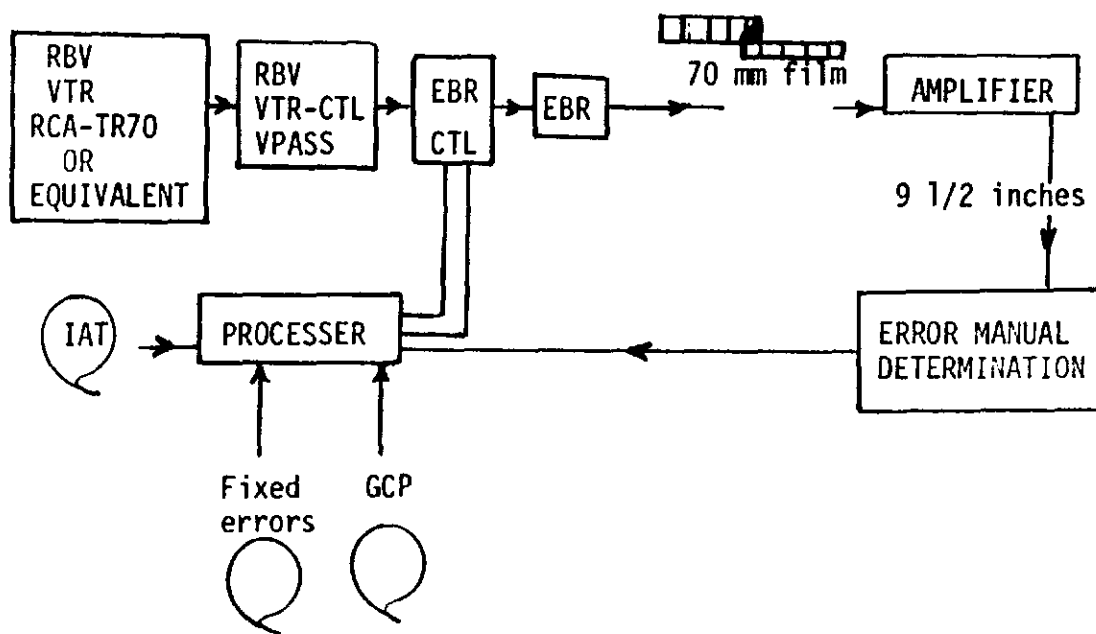 RBV
VTR
RCA-TR70
OR
EQUIVALENT
RBV
VTR-CTL
VPASS
EBR
CTL
EBR
70 mm film
AMPLIFIER
9 1/2 inches
IAT
PROCESSER
ERROR MANUAL
DETERMINATION
Fixed
errors
GCP